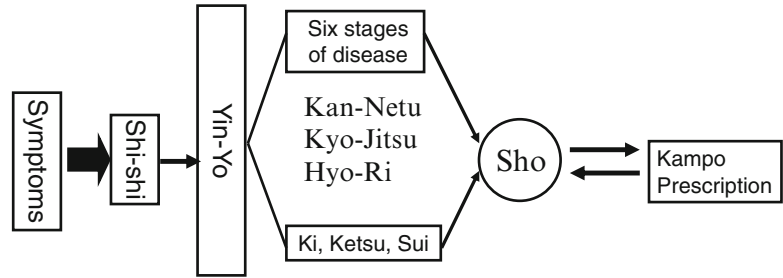 Symptoms
Shi-shi
Yin-Yo
Six stages
of disease
Kan-Netu
Kyo-Jitsu
Hyo-Ri
Ki, Ketsu, Sui
Sho
Kampo
Prescription